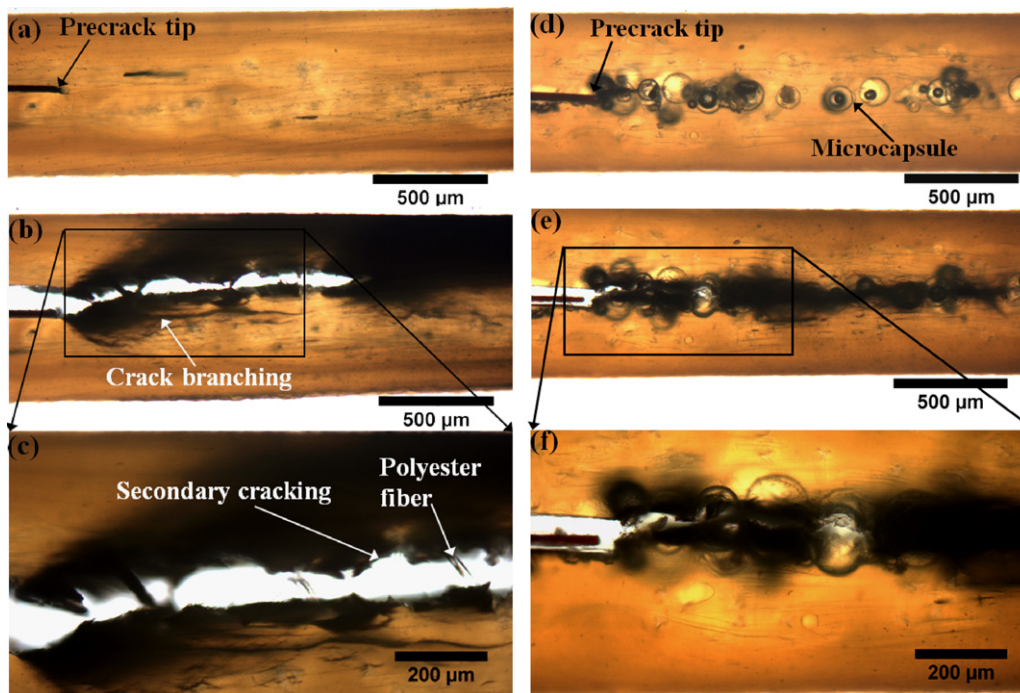 (a)
Precrack tip
500 µm
(b)
Crack branching
500 µm
(c)
Secondary cracking
Polyester
fiber
200 µm
(d)
Precrack tip
Microcapsule
500 µm
(e)
500 µm
(f)
200 µm